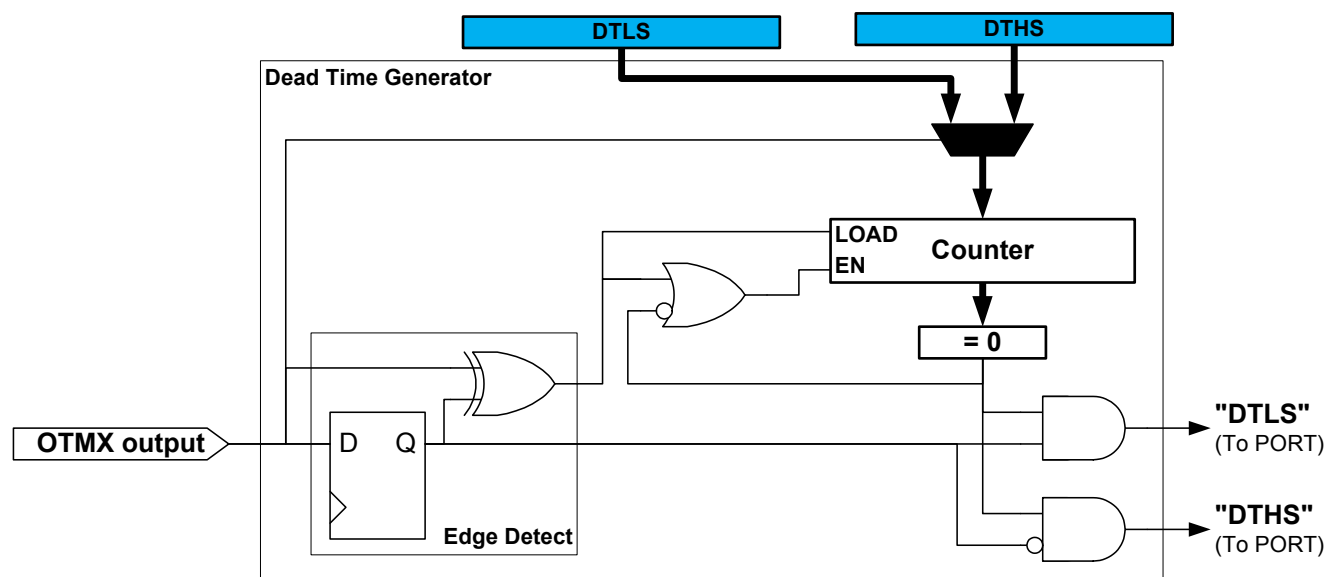 DTLS
DTHS
Dead Time Generator
LOAD
Counter
EN
= 0
"DTLS"
(To PORT)
OTMX output
D Q
Edge Detect
"DTHS"
(To PORT)